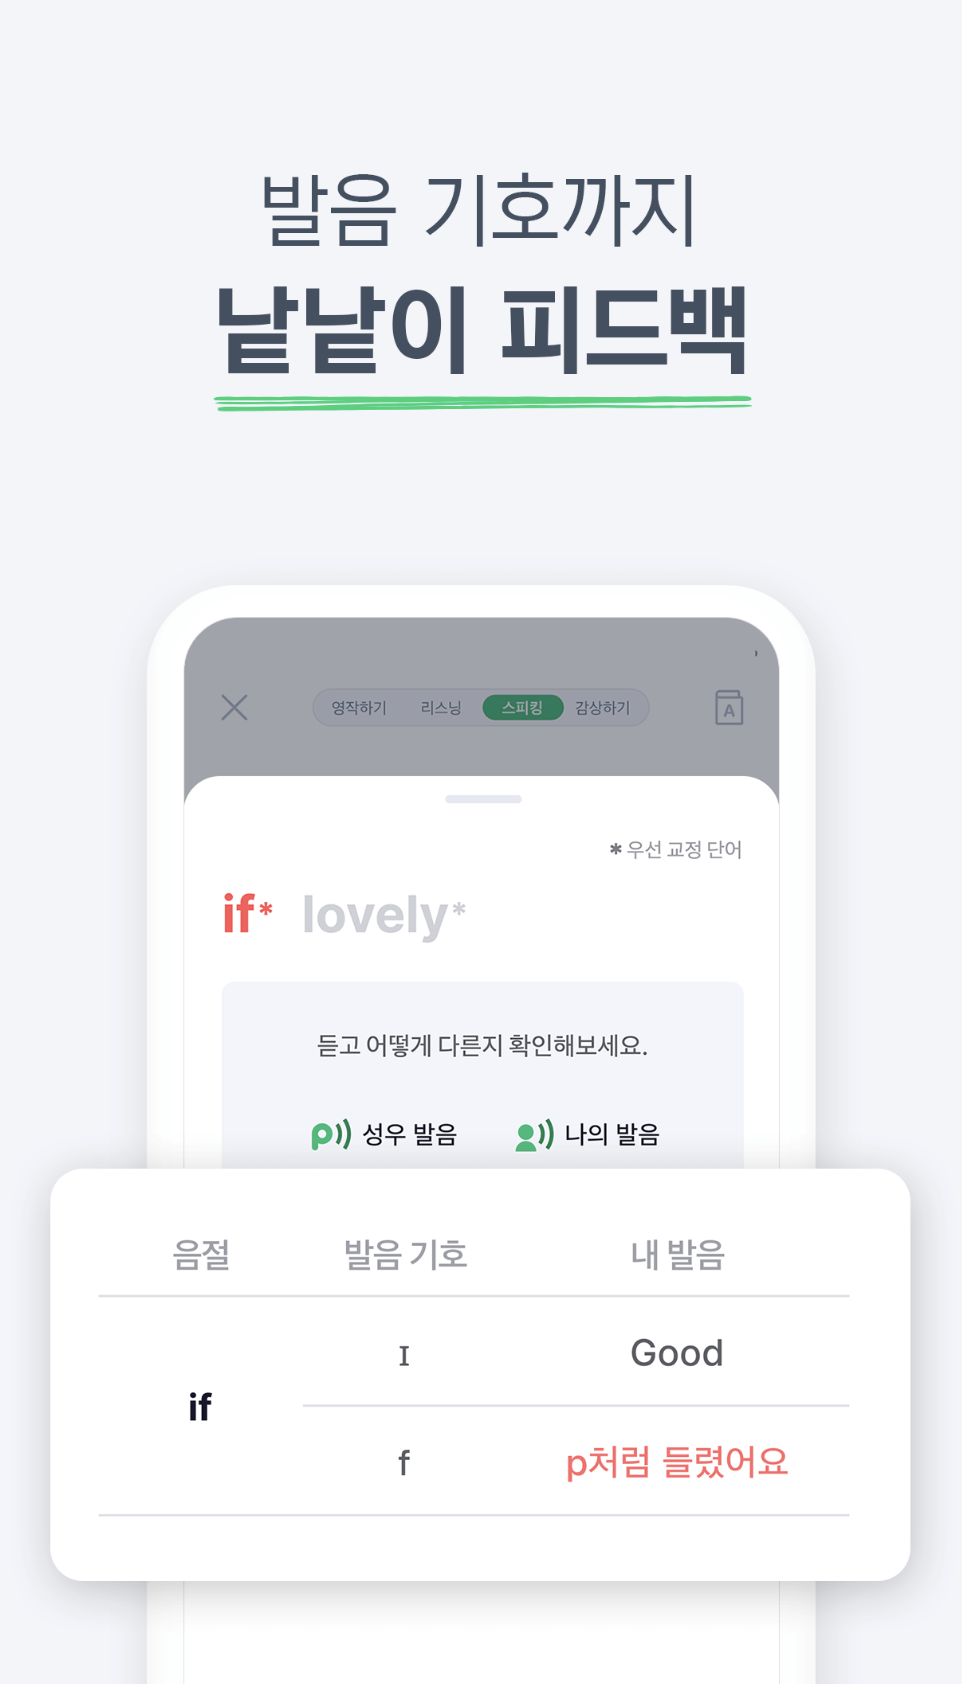 발음 기호까지
낱낱이 피드백
영작하기 리스닝 스피킹 감상하기
A
* 우선 교정 단어
if* lovely*
듣고 어떻게 다른지 확인해보세요.
성우 발음 나의 발음
음절 발음 기호 내 발음
ɪ Good
if
f p처럼 들렸어요